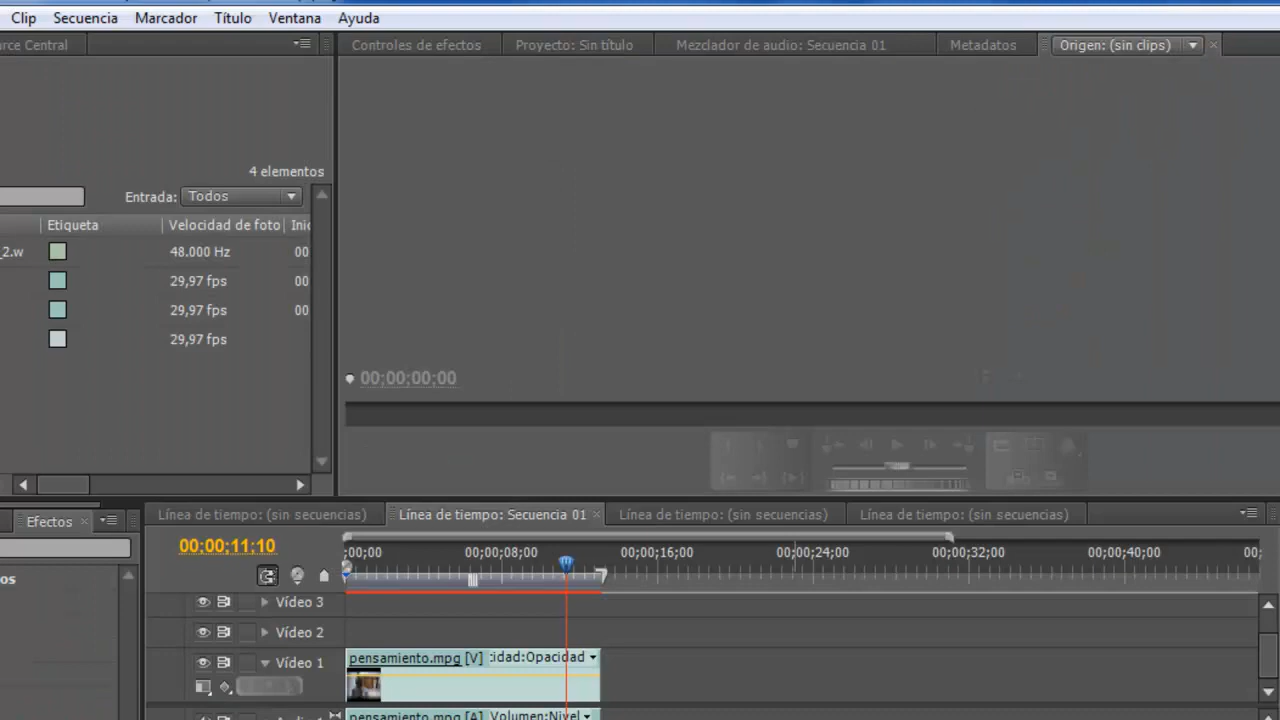 Clip Secuencia Marcador Título Ventana Ayuda
urce Central
Controles de efectos Proyecto: Sin título Mezclador de audio: Secuencia 01 Metadatos Origen: (sin clips)
4 elementos
Entrada: Todos
Etiqueta Velocidad de foto Inic
_2.w 48.000 Hz 00
29,97 fps 00
29,97 fps 00
29,97 fps
00;00;00;00
Efectos
Línea de tiempo: (sin secuencias) Línea de tiempo: Secuencia 01 Línea de tiempo: (sin secuencias) Línea de tiempo: (sin secuencias)
00;00;11;10
;00;00 00;00;08;00 00;00;16;00 00;00;24;00 00;00;32;00 00;00;40;00 00;
os
Vídeo 3
Vídeo 2
Vídeo 1
pensamiento.mpg [V] :idad:Opacidad
pensamiento.mpg [A] Volumen:Nivel